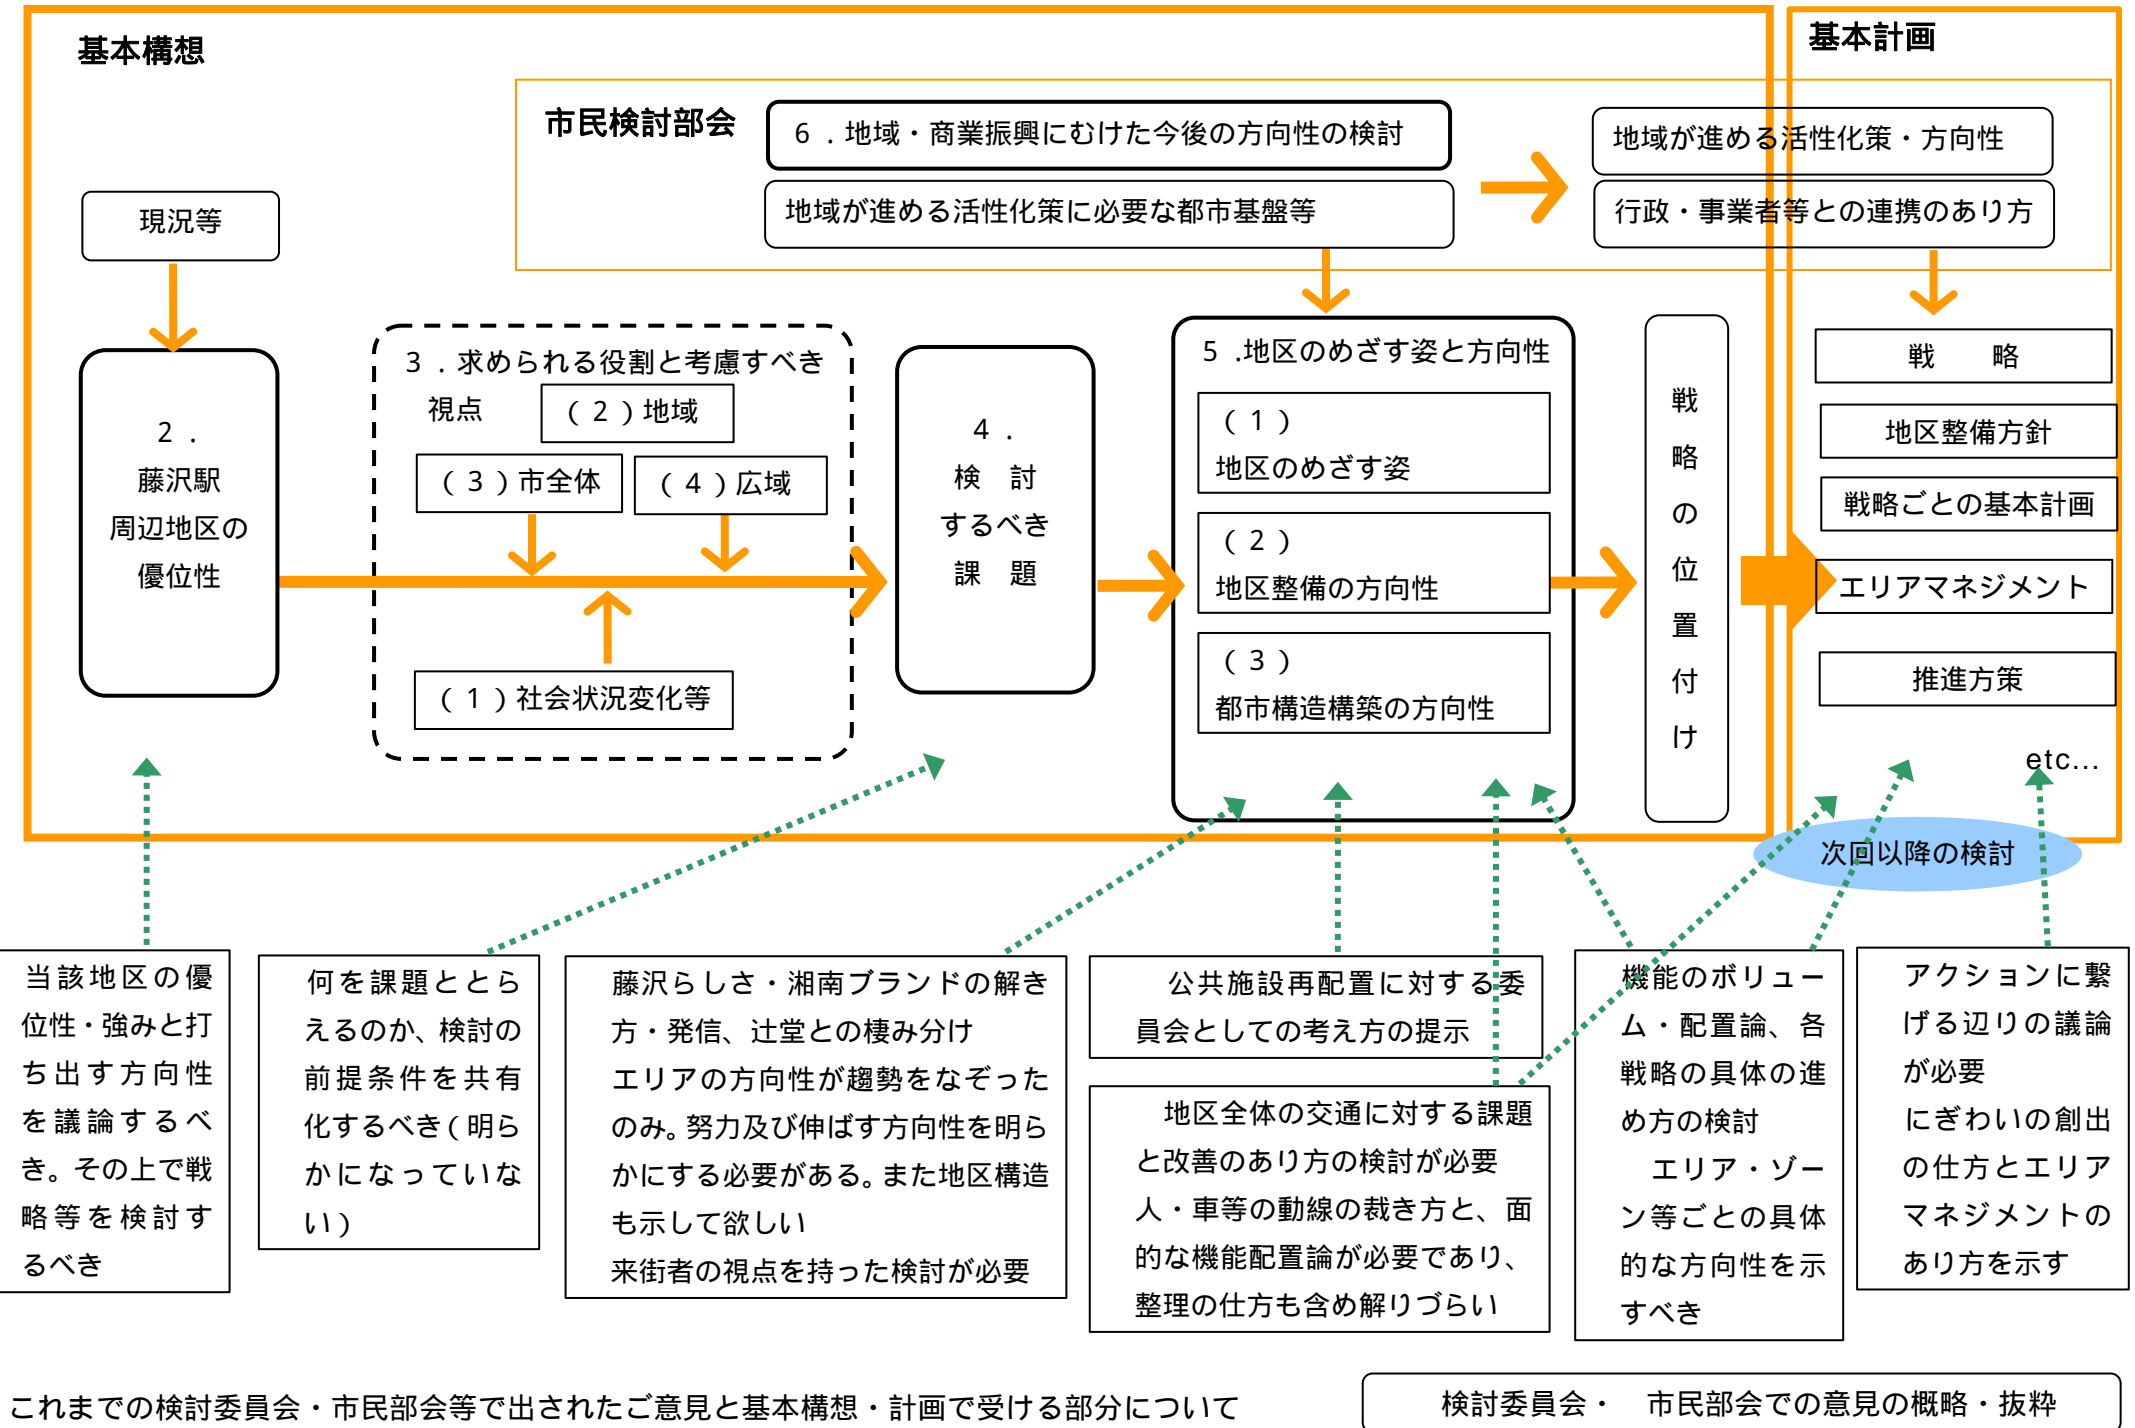 基本構想
基本計画
市民検討部会
６．地域・商業振興にむけた今後の方向性の検討
地域が進める活性化策に必要な都市基盤等
地域が進める活性化策・方向性
行政・事業者等との連携のあり方
現況等
２．
藤沢駅
周辺地区の
優位性
３．求められる役割と考慮すべき
視点
（２）地域
（３）市全体
（４）広域
（１）社会状況変化等
４．
検　討
するべき
課　題
５．地区のめざす姿と方向性
（１）
地区のめざす姿
（２）
地区整備の方向性
（３）
都市構造構築の方向性
戦略の位置付け
戦　　略
地区整備方針
戦略ごとの基本計画
エリアマネジメント
推進方策
etc…
次回以降の検討
当該地区の優
位性・強みと打
ち出す方向性
を議論するべ
き。その上で戦
略等を検討す
るべき
何を課題ととら
えるのか、検討の
前提条件を共有
化するべき（明ら
かになっていな
い）
藤沢らしさ・湘南ブランドの解き
方・発信、辻堂との棲み分け
エリアの方向性が趨勢をなぞった
のみ。努力及び伸ばす方向性を明ら
かにする必要がある。また地区構造
も示して欲しい
来街者の視点を持った検討が必要
公共施設再配置に対する委
員会としての考え方の提示
地区全体の交通に対する課題
と改善のあり方の検討が必要
人・車等の動線の裁き方と、面
的な機能配置論が必要であり、
整理の仕方も含め解りづらい
機能のボリュー
ム・配置論、各
戦略の具体の進
め方の検討
エリア・ゾー
ン等ごとの具体
的な方向性を示
すべき
アクションに繋
げる辺りの議論
が必要
にぎわいの創出
の仕方とエリア
マネジメントの
あり方を示す
これまでの検討委員会・市民部会等で出されたご意見と基本構想・計画で受ける部分について
検討委員会・　市民部会での意見の概略・抜粋